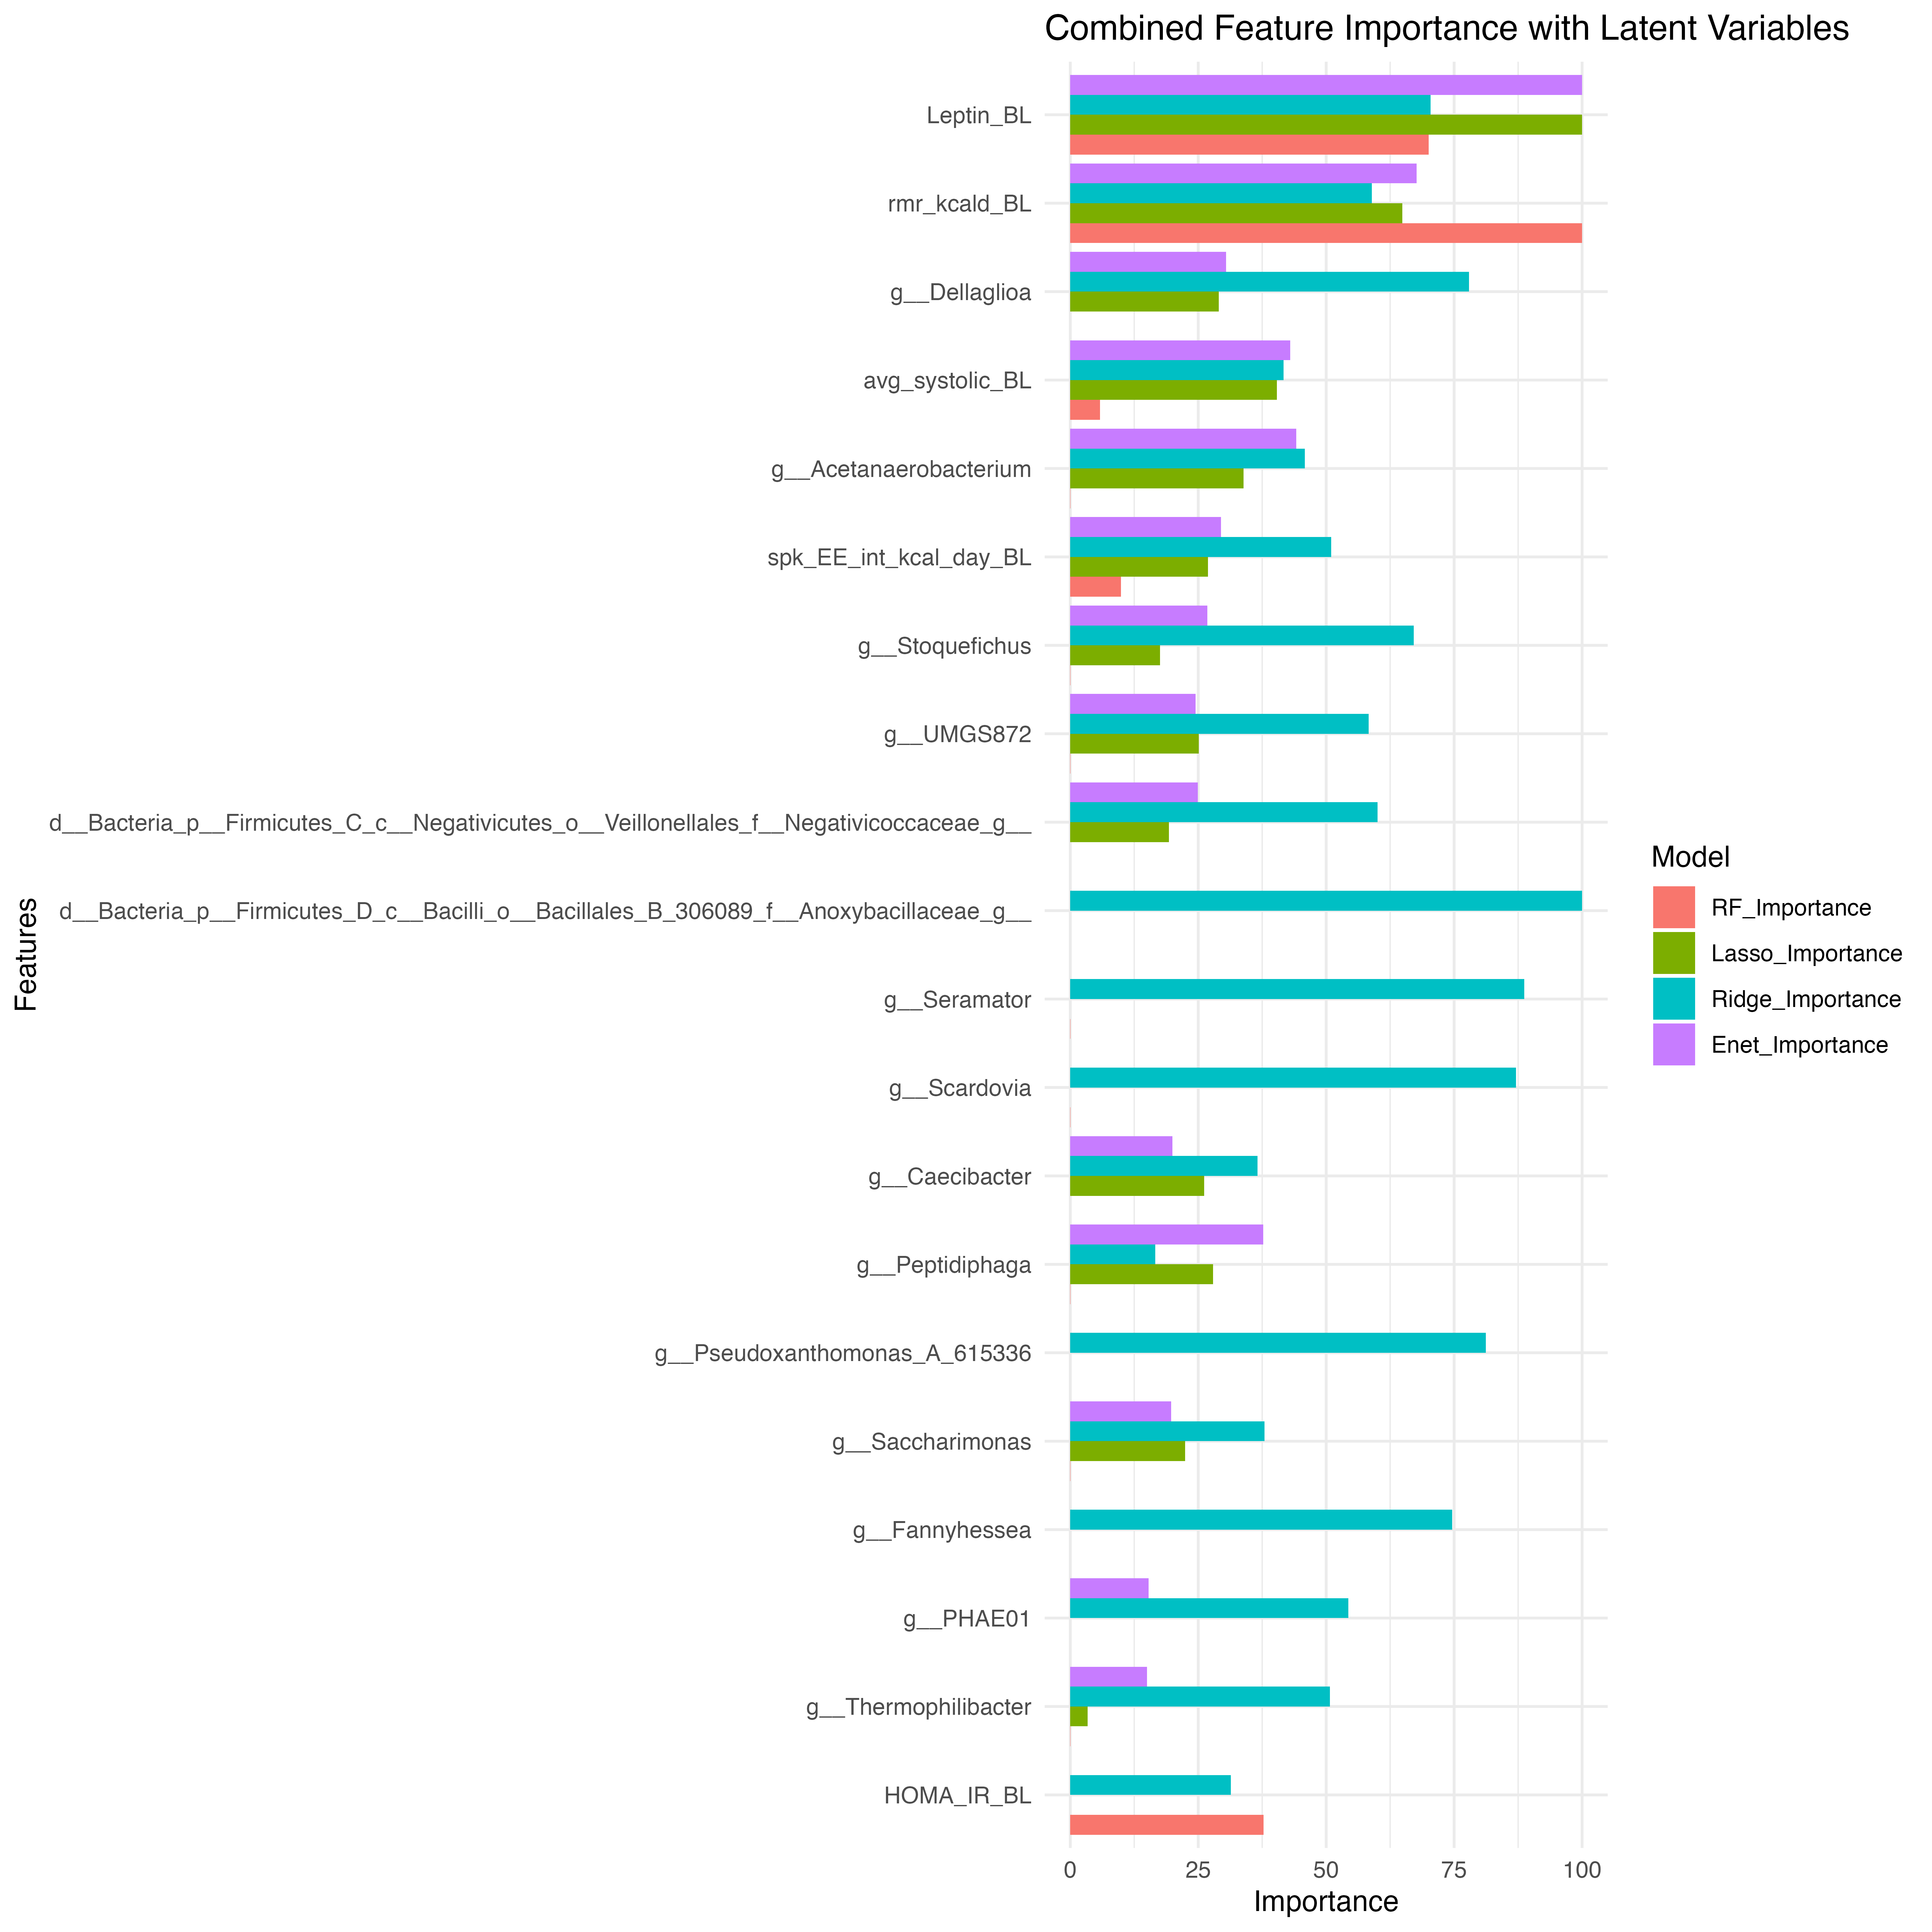 Combined Feature Importance with Latent Variables
Leptin_BL
rmr_kcald_BL
g__Dellaglioa
avg_systolic_BL
g__Acetanaerobacterium
spk_EE_int_kcal_day_BL
g__Stoquefichus
g__UMGS872
d__Bacteria_p__Firmicutes_C_c__Negativicutes_o__Veillonellales_f__Negativicoccaceae_g__
d__Bacteria_p__Firmicutes_D_c__Bacilli_o__Bacillales_B_306089_f__Anoxybacillaceae_g__
g__Seramator
g__Scardovia
g__Caecibacter
g__Peptidiphaga
g__Pseudoxanthomonas_A_615336
g__Saccharimonas
g__Fannyhessea
g__PHAE01
g__Thermophilibacter
HOMA_IR_BL
Features
0 25 50 75 100
Importance
Model
RF_Importance
Lasso_Importance
Ridge_Importance
Enet_Importance